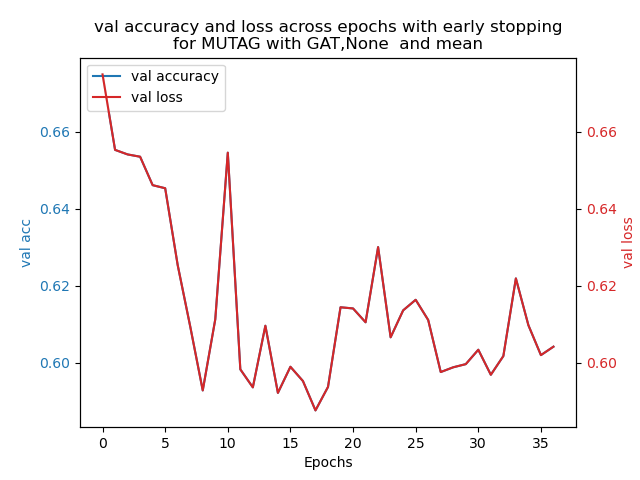 val accuracy and loss across epochs with early stopping
for MUTAG with GAT,None  and mean
val accuracy
val loss
0.66
0.64
0.62
0.60
val acc
0.66
0.64
0.62
0.60
val loss
0 5 10 15 20 25 30 35
Epochs